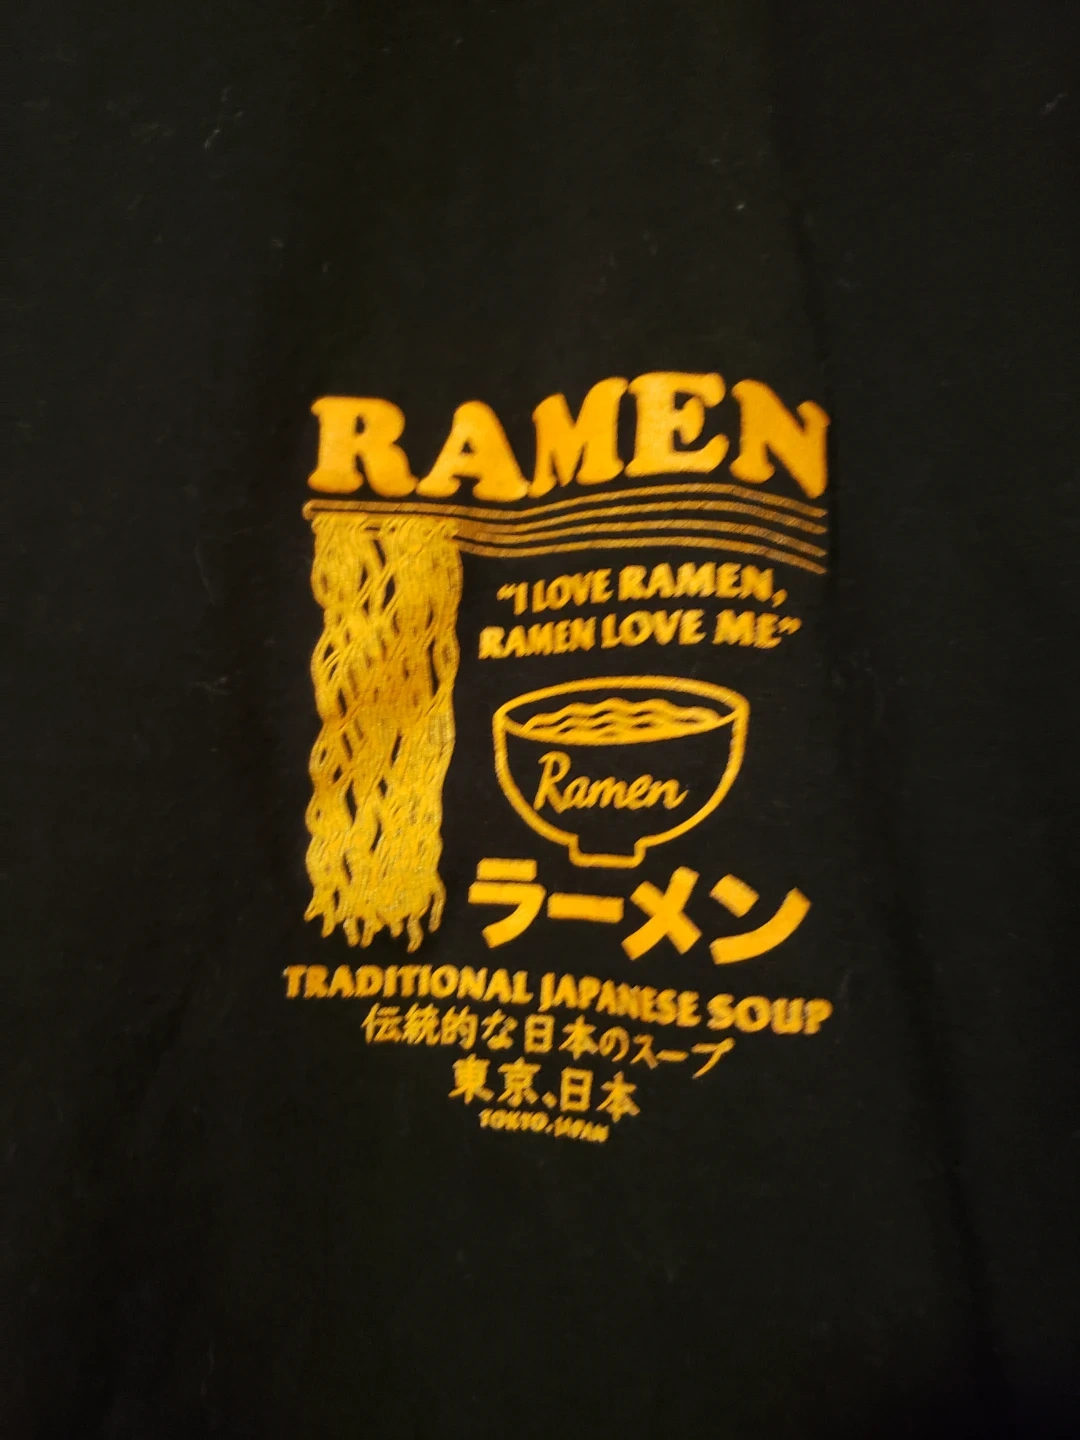 RAMEN
"I LOVE RAMEN,
RAMEN LOVE ME"
Ramen
ラーメン
TRADITIONAL JAPANESE SOUP
伝統的な日本のスープ
東京、日本
TOKYO, JAPAN